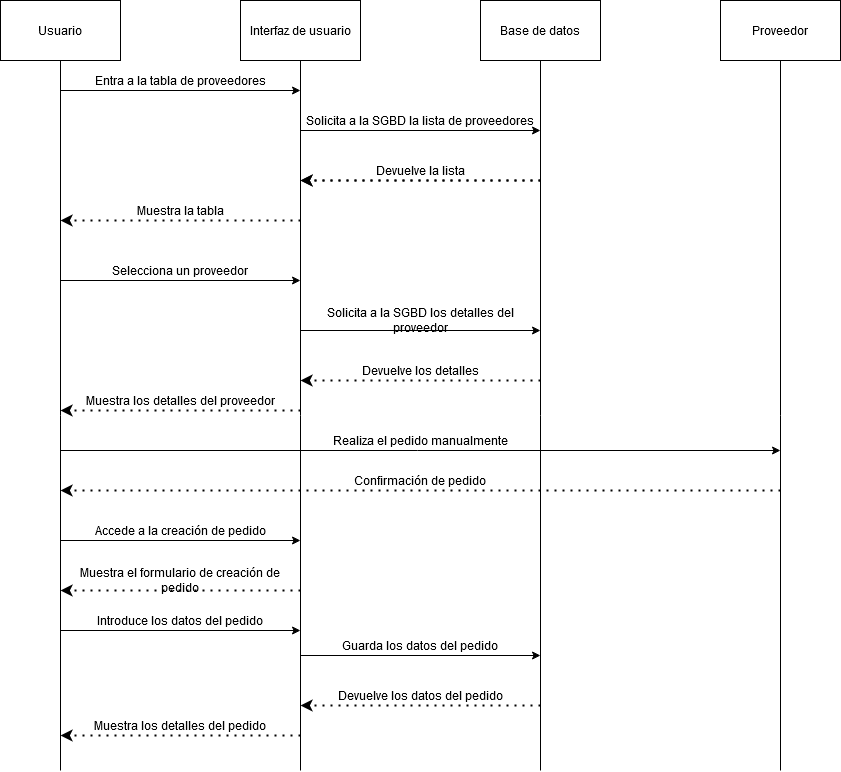 Usuario
Interfaz de usuario
Base de datos
Proveedor
Entra a la tabla de proveedores
Solicita a la SGBD la lista de proveedores
Devuelve la lista
Muestra la tabla
Selecciona un proveedor
Solicita a la SGBD los detalles del
proveedor
Devuelve los detalles
Muestra los detalles del proveedor
Realiza el pedido manualmente
Confirmación de pedido
Accede a la creación de pedido
Muestra el formulario de creación de
pedido
Introduce los datos del pedido
Guarda los datos del pedido
Devuelve los datos del pedido
Muestra los detalles del pedido